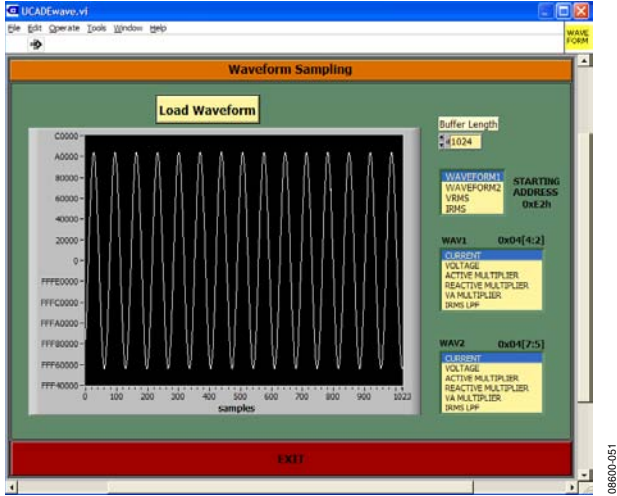 UCADEwave.vi
File Edit Operate Tools Window Help
WAVE
FORM
Waveform Sampling
Load Waveform
Buffer Length
1024
C0000
A0000
80000
60000
40000
20000
0
FFFE0000
FFFC0000
FFFA0000
FFF80000
FFF60000
FFF40000
0 100 200 300 400 500 600 700 800 900 1023
samples
WAVEFORM1
WAVEFORM2
VRMS
IRMS
STARTING
ADDRESS
0xE2h
WAV1 0x04[4:2]
CURRENT
VOLTAGE
ACTIVE MULTIPLIER
REACTIVE MULTIPLIER
VA MULTIPLIER
IRMS LPF
WAV2 0x04[7:5]
CURRENT
VOLTAGE
ACTIVE MULTIPLIER
REACTIVE MULTIPLIER
VA MULTIPLIER
IRMS LPF
EXIT
08600-051